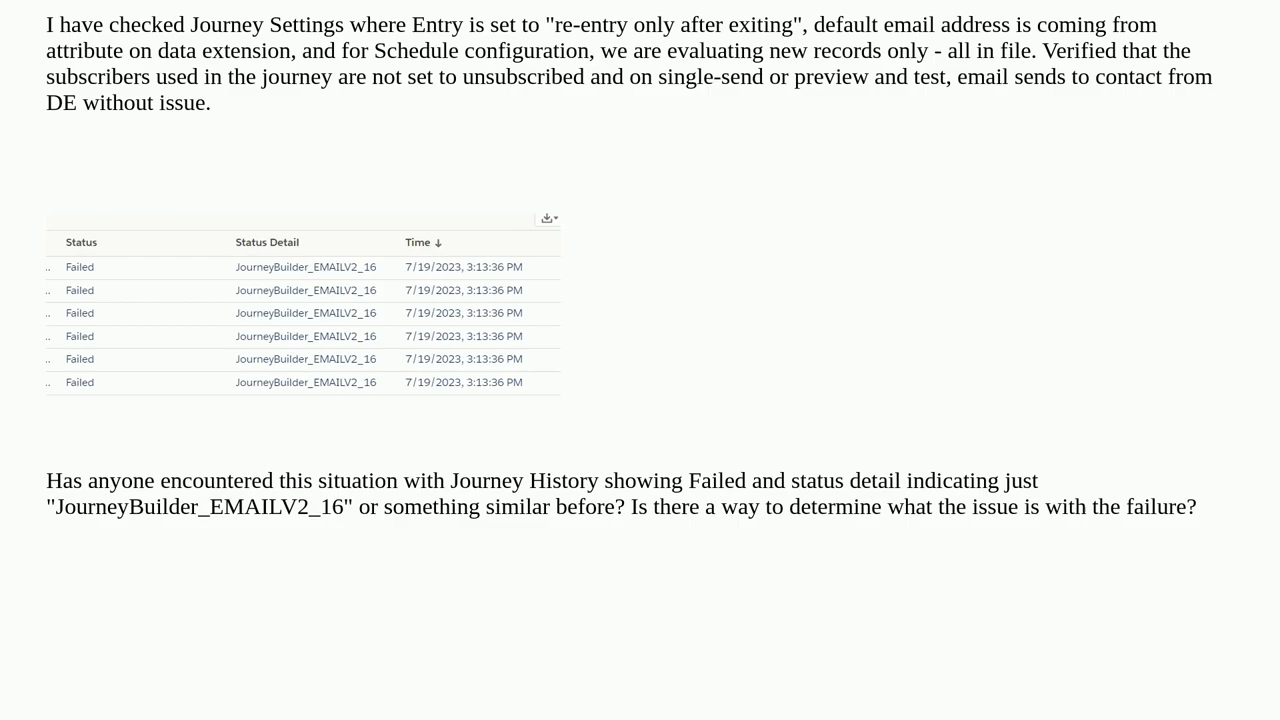 I have checked Journey Settings where Entry is set to "re-entry only after exiting", default email address is coming from
attribute on data extension, and for Schedule configuration, we are evaluating new records only - all in file. Verified that the
subscribers used in the journey are not set to unsubscribed and on single-send or preview and test, email sends to contact from
DE without issue.
Status Status Detail Time ↓
.. Failed JourneyBuilder_EMAILV2_16 7/19/2023, 3:13:36 PM
.. Failed JourneyBuilder_EMAILV2_16 7/19/2023, 3:13:36 PM
.. Failed JourneyBuilder_EMAILV2_16 7/19/2023, 3:13:36 PM
.. Failed JourneyBuilder_EMAILV2_16 7/19/2023, 3:13:36 PM
.. Failed JourneyBuilder_EMAILV2_16 7/19/2023, 3:13:36 PM
.. Failed JourneyBuilder_EMAILV2_16 7/19/2023, 3:13:36 PM
Has anyone encountered this situation with Journey History showing Failed and status detail indicating just
"JourneyBuilder_EMAILV2_16" or something similar before? Is there a way to determine what the issue is with the failure?